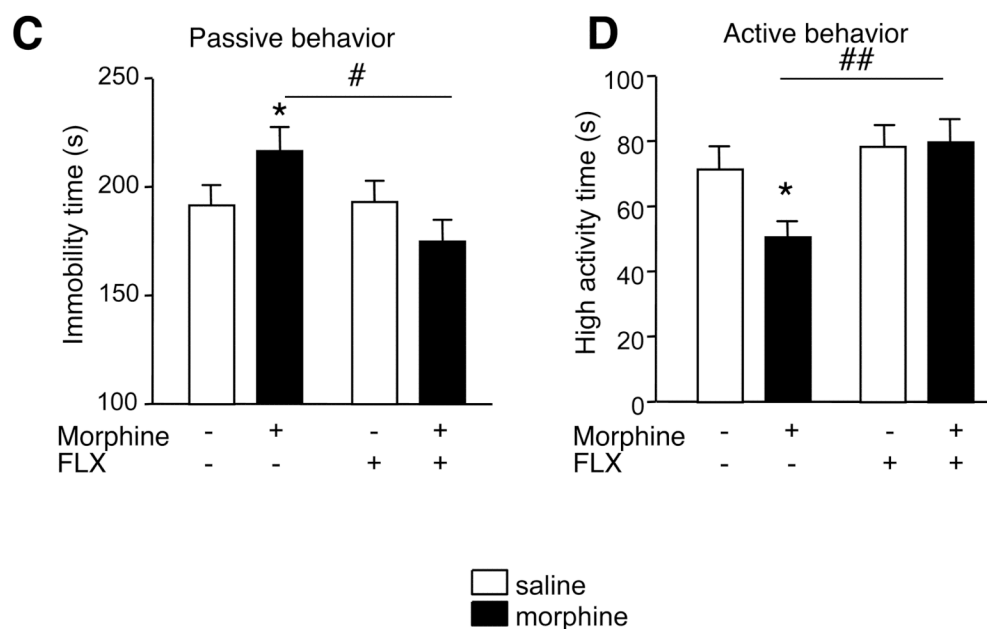 C
Passive behavior
#
250
*
200
150
100
Immobility time (s)
Morphine - + - +
FLX - - + +
D
Active behavior
##
100
80
*
60
40
20
0
High activity time (s)
Morphine - + - +
FLX - - + +
saline
morphine